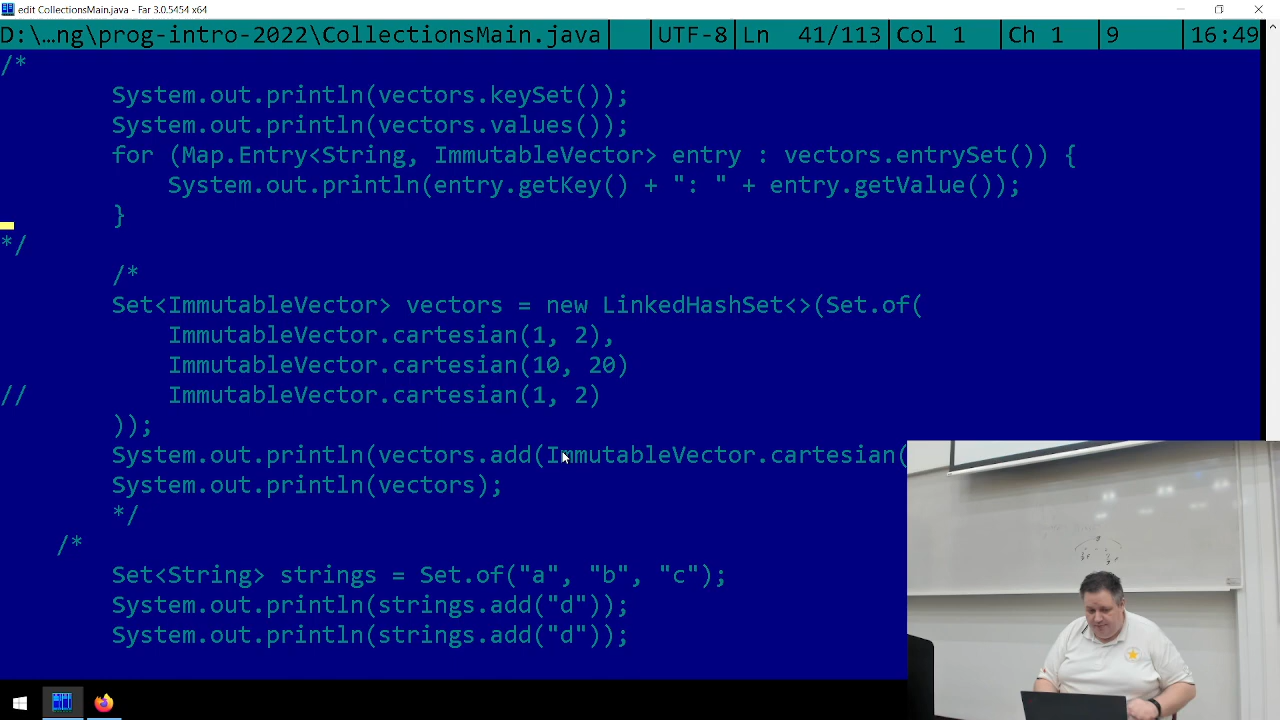 edit CollectionsMain.java - Far 3.0.5454 x64
D:\…ng\prog-intro-2022\CollectionsMain.java UTF-8 Ln 41/113 Col 1 Ch 1 9 16:49
/*
System.out.println(vectors.keySet());
System.out.println(vectors.values());
for (Map.Entry<String, ImmutableVector> entry : vectors.entrySet()) {
System.out.println(entry.getKey() + ": " + entry.getValue());
}
*/
/*
Set<ImmutableVector> vectors = new LinkedHashSet<>(Set.of(
ImmutableVector.cartesian(1, 2),
ImmutableVector.cartesian(10, 20)
// ImmutableVector.cartesian(1, 2)
));
System.out.println(vectors.add(ImmutableVector.cartesian(
System.out.println(vectors);
*/
/*
Set<String> strings = Set.of("a", "b", "c");
System.out.println(strings.add("d"));
System.out.println(strings.add("d"));